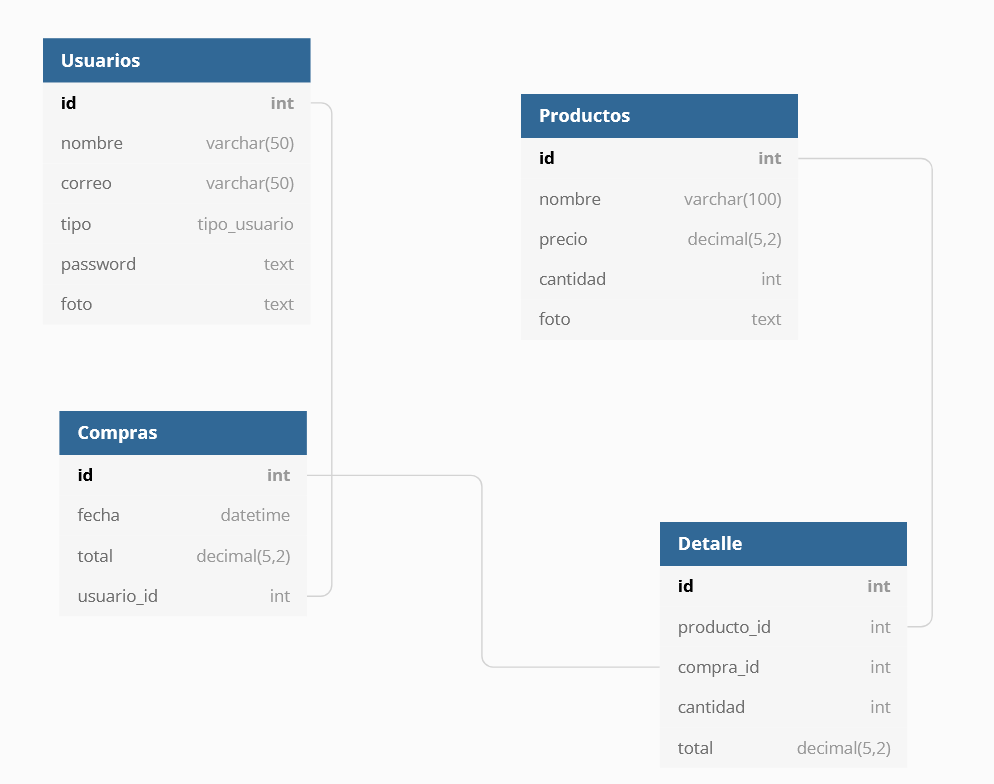 Usuarios
id int
nombre varchar(50)
correo varchar(50)
tipo tipo_usuario
password text
foto text
Productos
id int
nombre varchar(100)
precio decimal(5,2)
cantidad int
foto text
Compras
id int
fecha datetime
total decimal(5,2)
usuario_id int
Detalle
id int
producto_id int
compra_id int
cantidad int
total decimal(5,2)